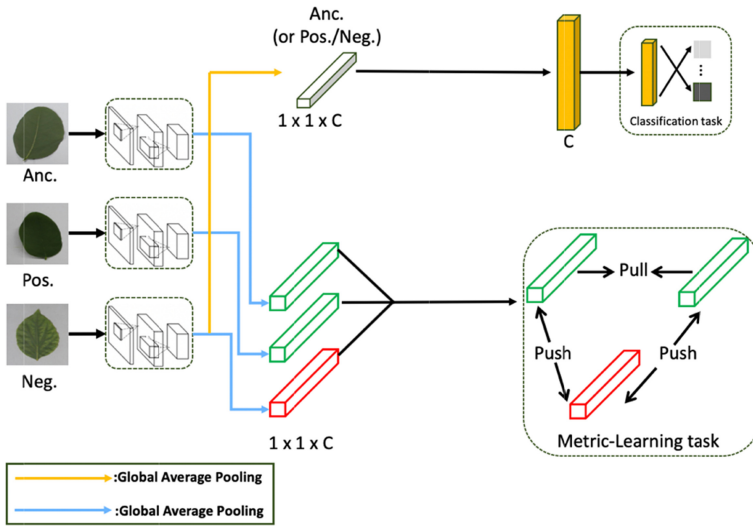 Anc.
(or Pos./Neg.)
1 x 1 x C
C
Classification task
Anc.
Pos.
Neg.
Pull
Push
Push
1 x 1 x C
Metric-Learning task
:Global Average Pooling
:Global Average Pooling